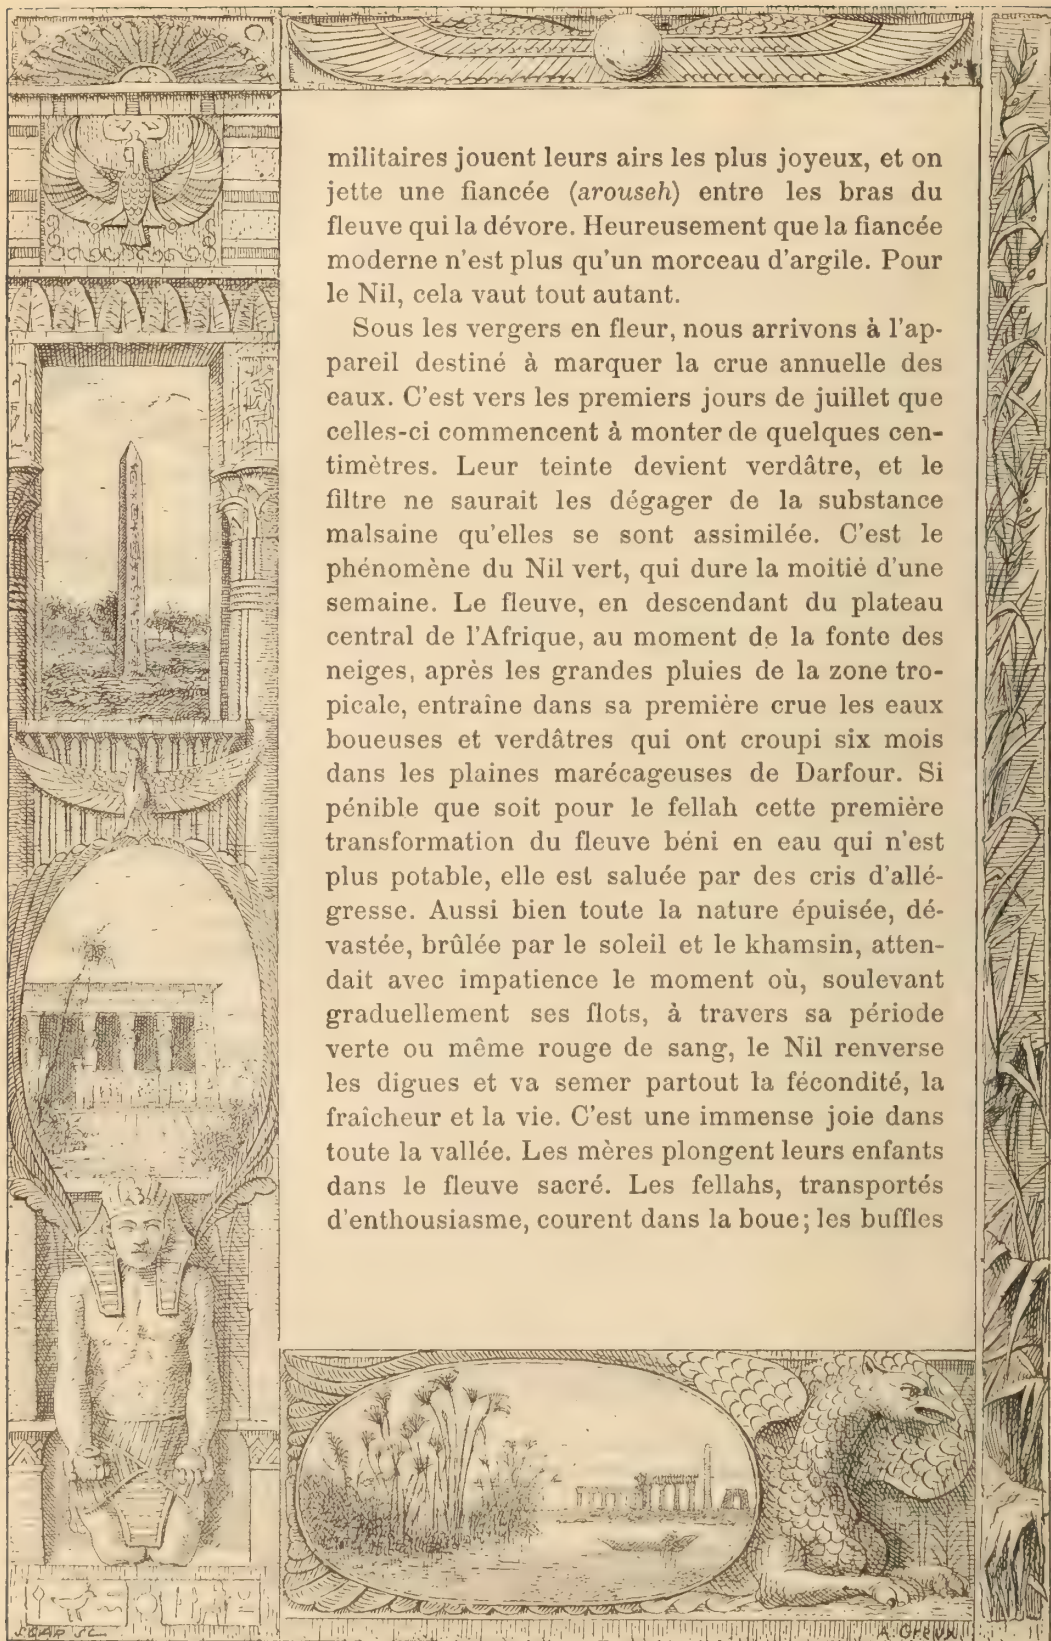 militaires jouent leurs airs les plus joyeux, et on
jette une fiancée (arouseh) entre les bras du
fleuve qui la dévore. Heureusement que la fiancée
moderne n'est plus qu'un morceau d'argile. Pour
le Nil, cela vaut tout autant.
Sous les vergers en fleur, nous arrivons à l'ap-
pareil destiné à marquer la crue annuelle des
eaux. C'est vers les premiers jours de juillet que
celles-ci commencent à monter de quelques cen-
timètres. Leur teinte devient verdâtre, et le
filtre ne saurait les dégager de la substance
malsaine qu'elles se sont assimilée. C'est le
phénomène du Nil vert, qui dure la moitié d'une
semaine. Le fleuve, en descendant du plateau
central de l'Afrique, au moment de la fonte des
neiges, après les grandes pluies de la zone tro-
picale, entraîne dans sa première crue les eaux
boueuses et verdâtres qui ont croupi six mois
dans les plaines marécageuses de Darfour. Si
pénible que soit pour le fellah cette première
transformation du fleuve béni en eau qui n'est
plus potable, elle est saluée par des cris d'allé-
gresse. Aussi bien toute la nature épuisée, dé-
vastée, brûlée par le soleil et le khamsin, atten-
dait avec impatience le moment où, soulevant
graduellement ses flots, à travers sa période
verte ou même rouge de sang, le Nil renverse
les digues et va semer partout la fécondité, la
fraîcheur et la vie. C'est une immense joie dans
toute la vallée. Les mères plongent leurs enfants
dans le fleuve sacré. Les fellahs, transportés
d'enthousiasme, courent dans la boue; les buffles